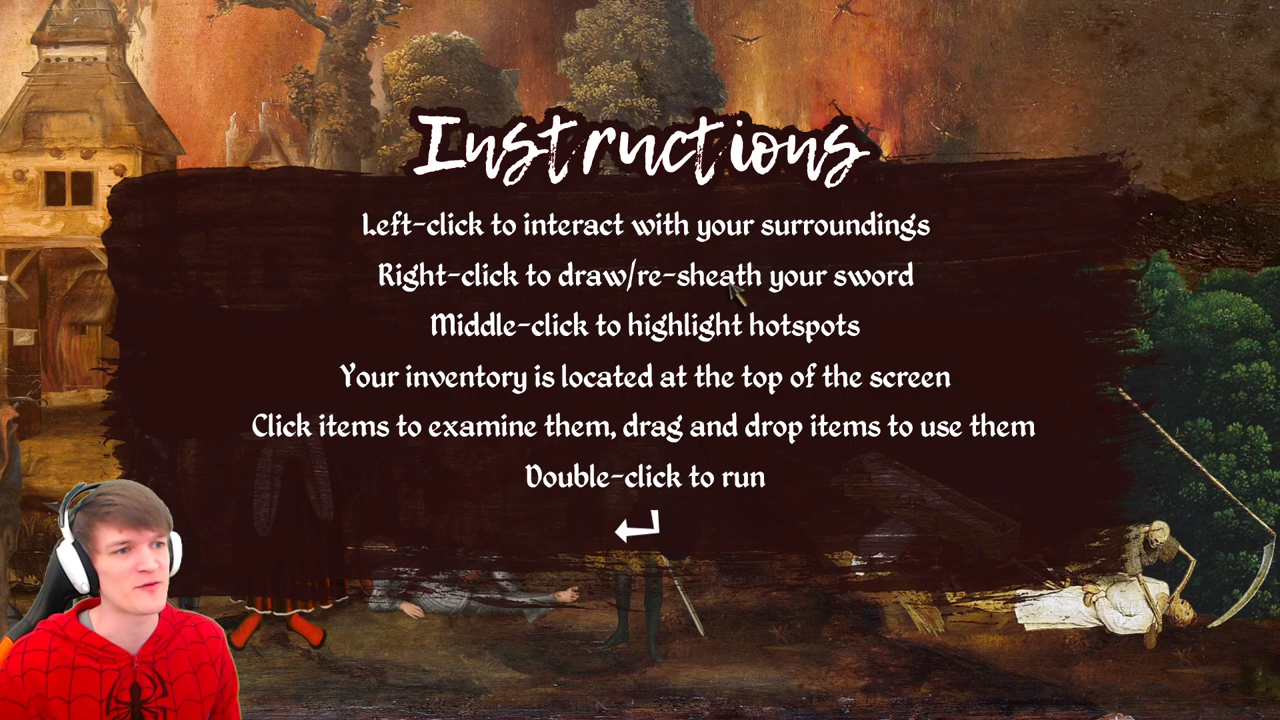 Instructions
Left-click to interact with your surroundings
Right-click to draw/re-sheath your sword
Middle-click to highlight hotspots
Your inventory is located at the top of the screen
Click items to examine them, drag and drop items to use them
Double-click to run